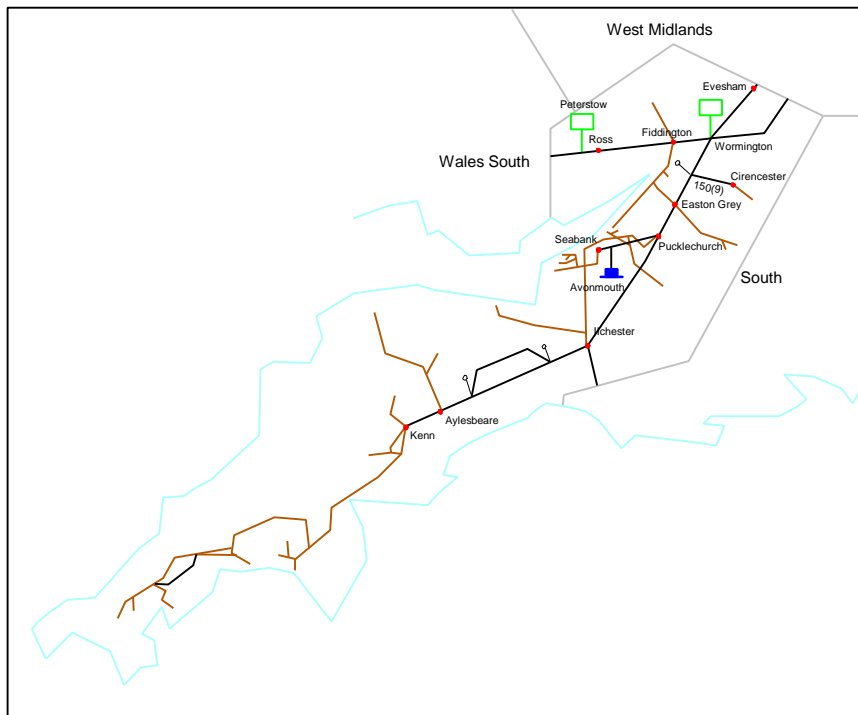 West Midlands
Evesham
Peterstow
Fiddington
Ross
Wormington
Wales South
Cirencester
150(9)
Easton Grey
Seabank
Pucklechurch
South
Avonmouth
Ilchester
Aylesbeare
Kenn